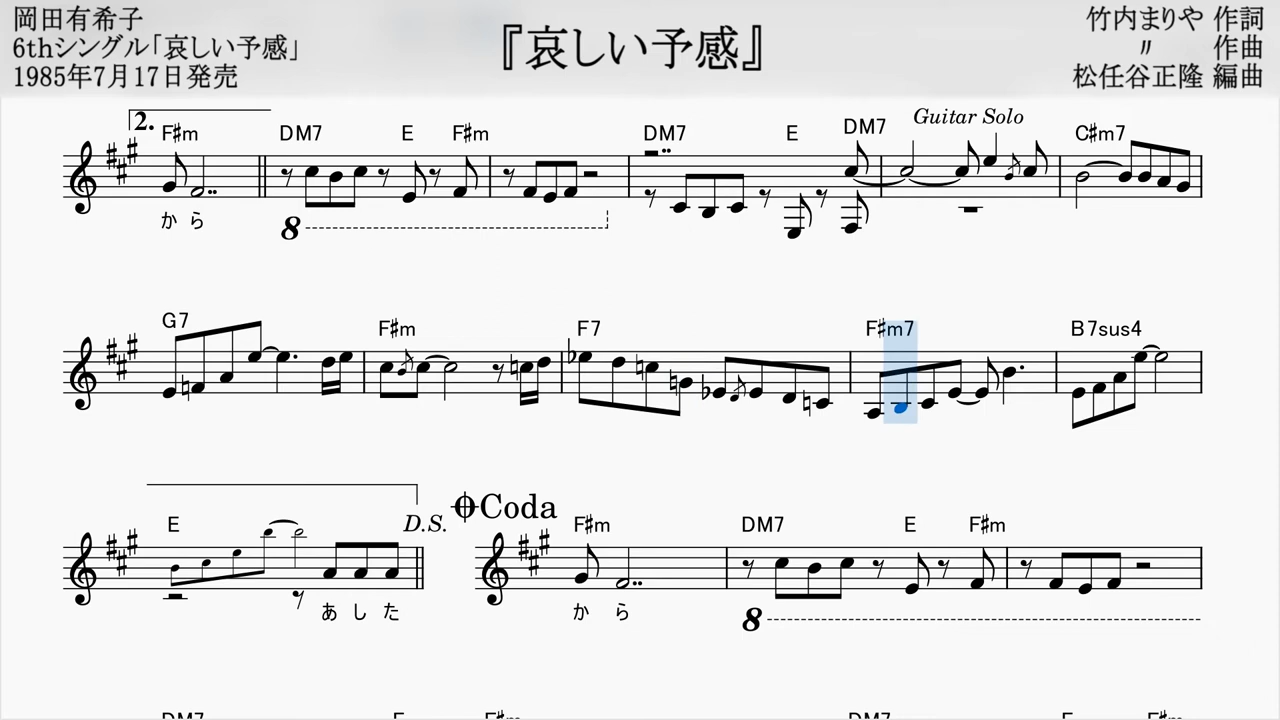 岡田有希子
6thシングル「哀しい予感」
1985年7月17日発売
『哀しい予感』
竹内まりや 作詞
〃 作曲
松任谷正隆 編曲
2. F#m DM7 E F#m DM7 E DM7 Guitar Solo C#m7
か ら
8
G7 F#m F7 F#m7 B7sus4
E D.S. Coda F#m DM7 E F#m
あ し た か ら
8
DM7 E F#m DM7 E F#m